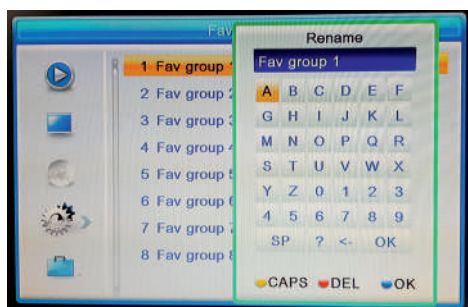 Fav
Rename
Fav group 1
1 Fav group
2 Fav group
3 Fav group
4 Fav group
5 Fav group
6 Fav group
7 Fav group
8 Fav group
A B C D E F
G H I J K L
M N O P Q R
S T U V W X
Y Z 0 1 2 3
4 5 6 7 8 9
SP ? <- OK
CAPS DEL OK